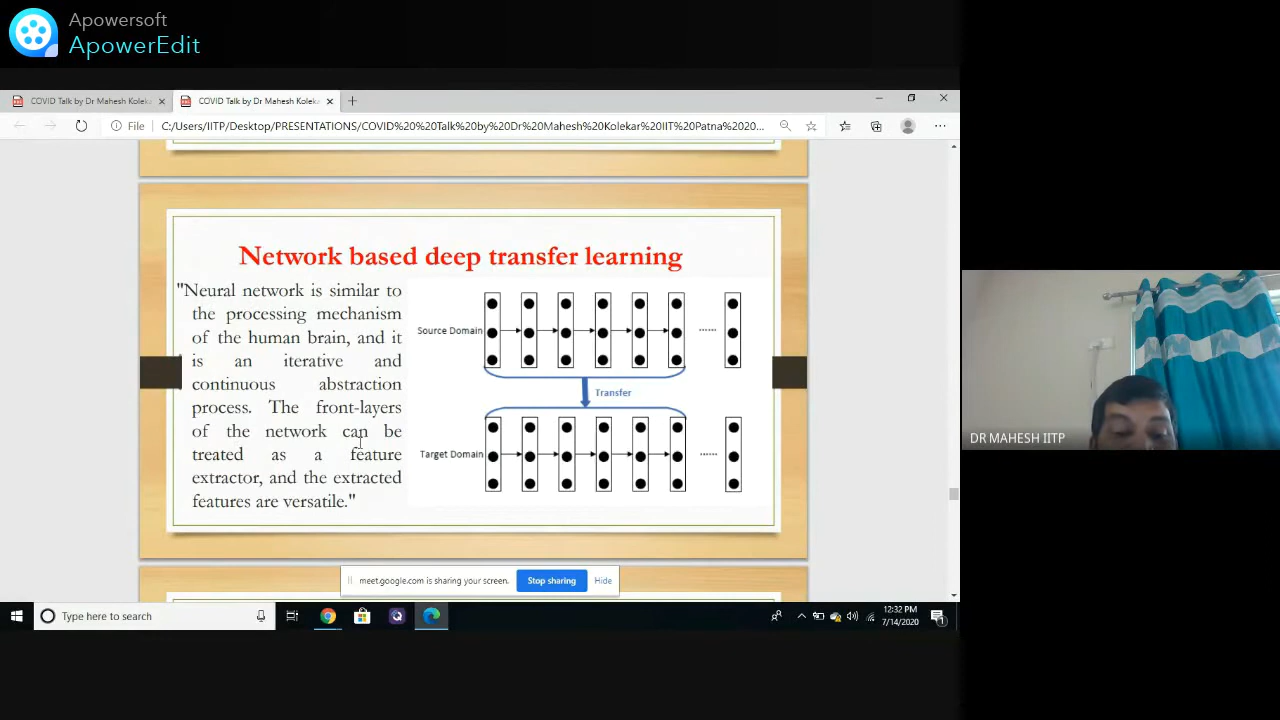 Apowersoft
ApowerEdit
COVID Talk by Dr Mahesh Koleka
COVID Talk by Dr Mahesh Koleka
File
C:/Users/IITP/Desktop/PRESENTATIONS/COVID%20%20Talk%20by%20Dr%20Mahesh%20Kolekar%20IIT%20Patna%2020...
Network based deep transfer learning
"Neural network is similar to
the processing mechanism
of the human brain, and it
is an iterative and
continuous abstraction
process. The front-layers
of the network can be
treated as a feature
extractor, and the extracted
features are versatile."
Source Domain
......
Transfer
Target Domain
......
DR MAHESH IITP
meet.google.com is sharing your screen.
Stop sharing
Hide
Type here to search
12:32 PM
7/14/2020
1